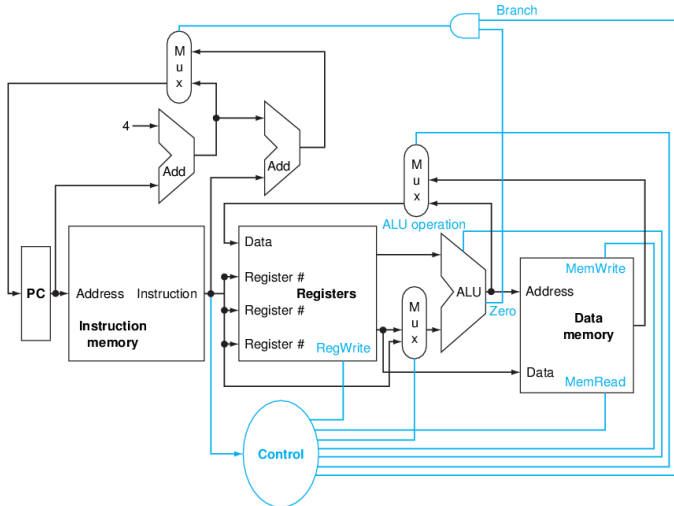 Branch
M
u
x
4
Add
Add
M
u
x
ALU operation
Data
PC
Address
Instruction
Register #
Registers
Register #
Register #
RegWrite
Instruction
memory
M
u
x
ALU
Zero
MemWrite
Address
Data
memory
Data
MemRead
Control